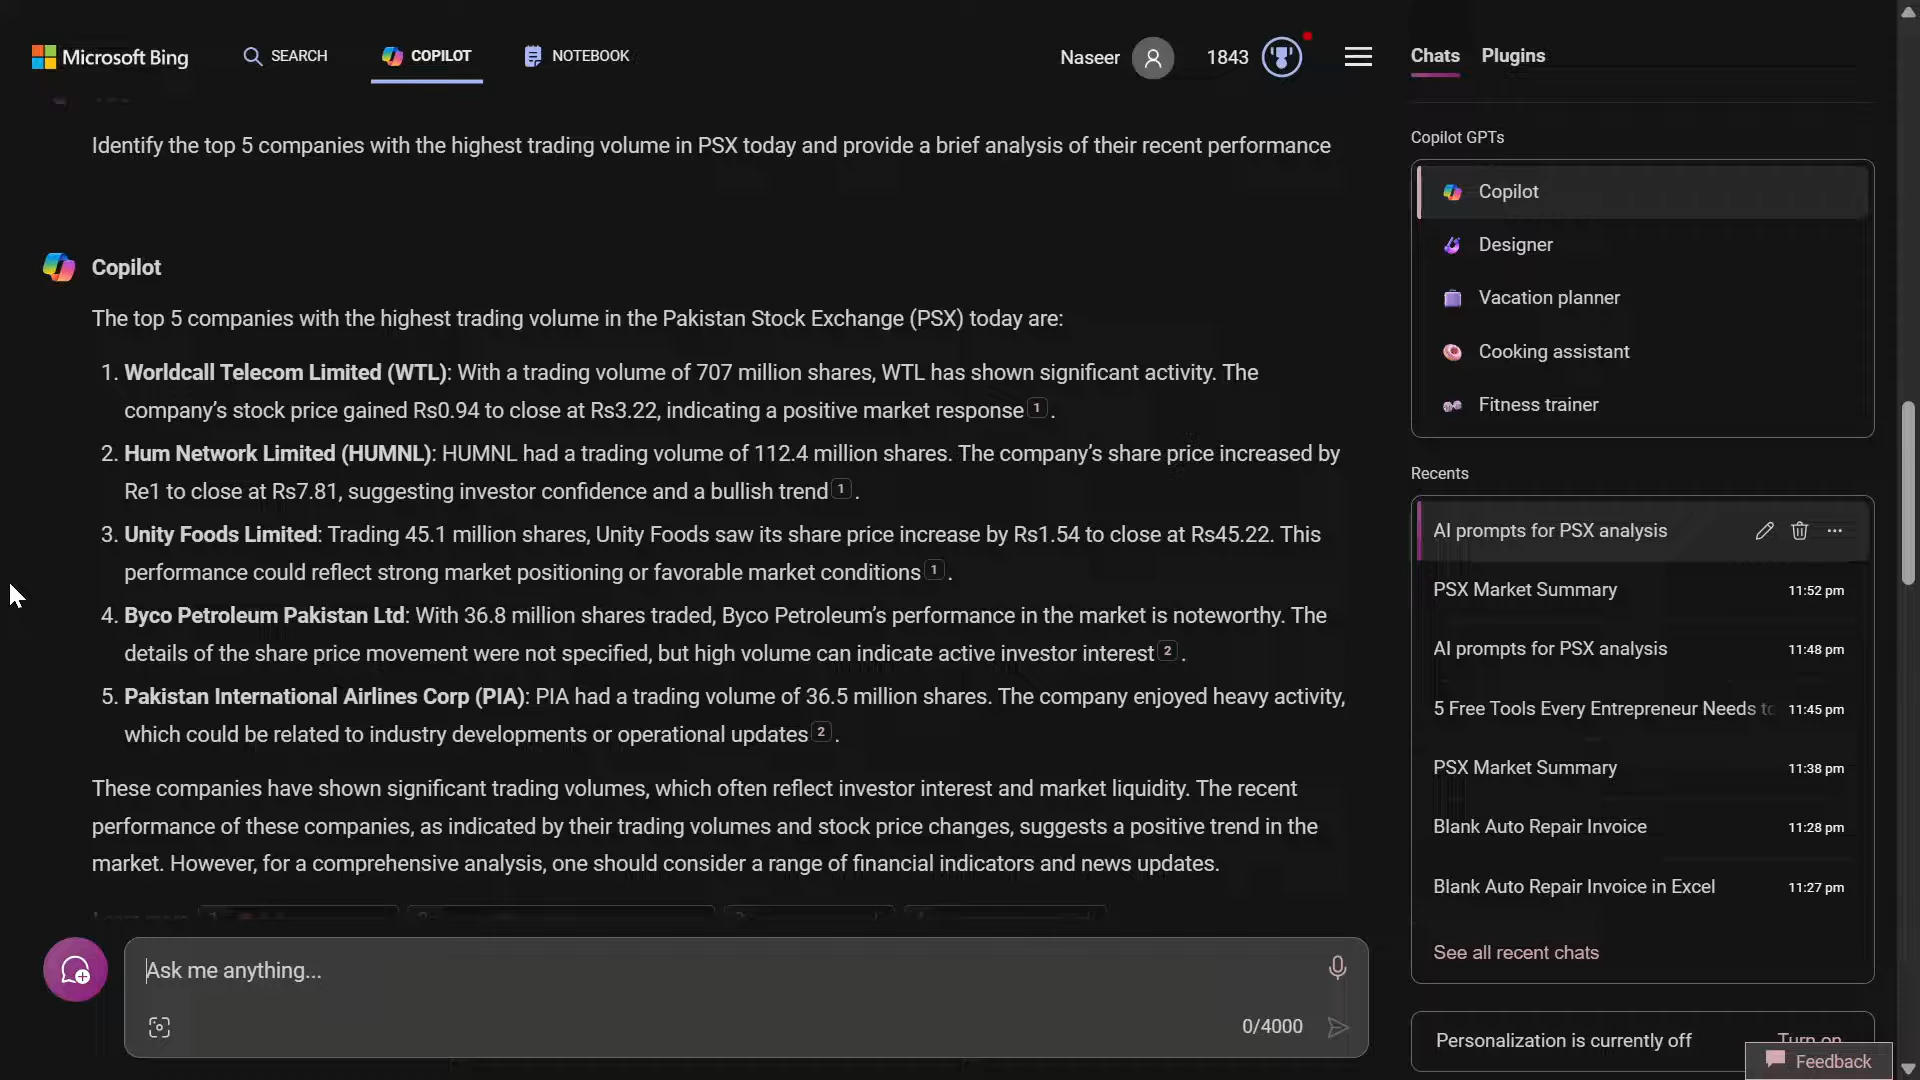 Microsoft Bing
SEARCH
COPILOT
NOTEBOOK
Naseer
1843
Chats
Plugins
Identify the top 5 companies with the highest trading volume in PSX today and provide a brief analysis of their recent performance
Copilot
The top 5 companies with the highest trading volume in the Pakistan Stock Exchange (PSX) today are:
1. Worldcall Telecom Limited (WTL): With a trading volume of 707 million shares, WTL has shown significant activity. The
company’s stock price gained Rs0.94 to close at Rs3.22, indicating a positive market response 1 .
2. Hum Network Limited (HUMNL): HUMNL had a trading volume of 112.4 million shares. The company’s share price increased by
Re1 to close at Rs7.81, suggesting investor confidence and a bullish trend 1 .
3. Unity Foods Limited: Trading 45.1 million shares, Unity Foods saw its share price increase by Rs1.54 to close at Rs45.22. This
performance could reflect strong market positioning or favorable market conditions 1 .
4. Byco Petroleum Pakistan Ltd: With 36.8 million shares traded, Byco Petroleum’s performance in the market is noteworthy. The
details of the share price movement were not specified, but high volume can indicate active investor interest 2 .
5. Pakistan International Airlines Corp (PIA): PIA had a trading volume of 36.5 million shares. The company enjoyed heavy activity,
which could be related to industry developments or operational updates 2 .
These companies have shown significant trading volumes, which often reflect investor interest and market liquidity. The recent
performance of these companies, as indicated by their trading volumes and stock price changes, suggests a positive trend in the
market. However, for a comprehensive analysis, one should consider a range of financial indicators and news updates.
Ask me anything...
0/4000
Copilot GPTs
Copilot
Designer
Vacation planner
Cooking assistant
Fitness trainer
Recents
AI prompts for PSX analysis
PSX Market Summary 11:52 pm
AI prompts for PSX analysis 11:48 pm
5 Free Tools Every Entrepreneur Needs to 11:45 pm
PSX Market Summary 11:38 pm
Blank Auto Repair Invoice 11:28 pm
Blank Auto Repair Invoice in Excel 11:27 pm
See all recent chats
Personalization is currently off Turn on
Feedback